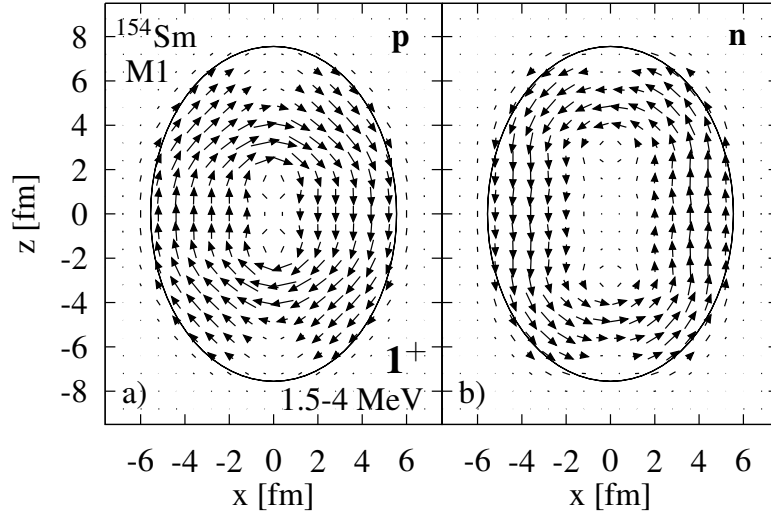 ¹⁵⁴Sm
M1
p
n
8
6
4
2
0
-2
-4
-6
-8
z [fm]
1⁺
1.5-4 MeV
a)
b)
-6 -4 -2 0 2 4 6
-6 -4 -2 0 2 4 6
x [fm]
x [fm]